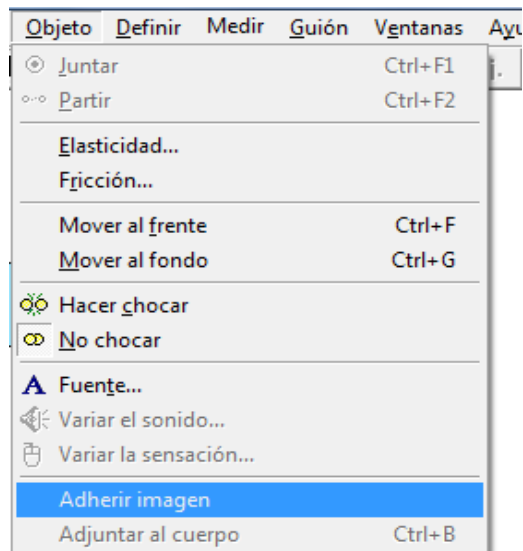 Objeto Definir Medir Guión Ventanas Ayu
Juntar Ctrl+F1
Partir Ctrl+F2
Elasticidad...
Fricción...
Mover al frente Ctrl+F
Mover al fondo Ctrl+G
Hacer chocar
No chocar
A Fuente...
Variar el sonido...
Variar la sensación...
Adherir imagen
Adjuntar al cuerpo Ctrl+B